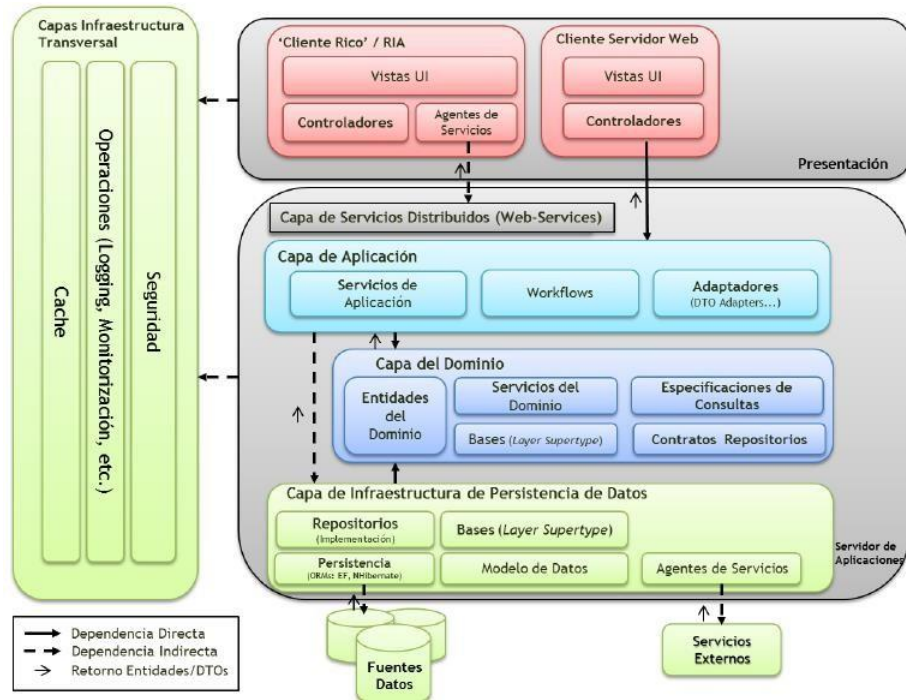 Capas Infraestructura
Transversal
Cache
Operaciones (Logging, Monitorización, etc.)
Seguridad
'Cliente Rico' / RIA
Vistas UI
Controladores
Agentes de
Servicios
Cliente Servidor Web
Vistas UI
Controladores
Presentación
Capa de Servicios Distribuidos (Web-Services)
Capa de Aplicación
Servicios de
Aplicación
Workflows
Adaptadores
(DTO Adapters...)
Capa del Dominio
Entidades
del
Dominio
Servicios del
Dominio
Especificaciones de
Consultas
Bases (Layer Supertype)
Contratos Repositorios
Capa de Infraestructura de Persistencia de Datos
Repositorios
(Implementación)
Bases (Layer Supertype)
Persistencia
(ORMs: EF, NHibernate)
Modelo de Datos
Agentes de Servicios
Servidor de
Aplicaciones
Dependencia Directa
Dependencia Indirecta
Retorno Entidades/DTOs
Fuentes
Datos
Servicios
Externos